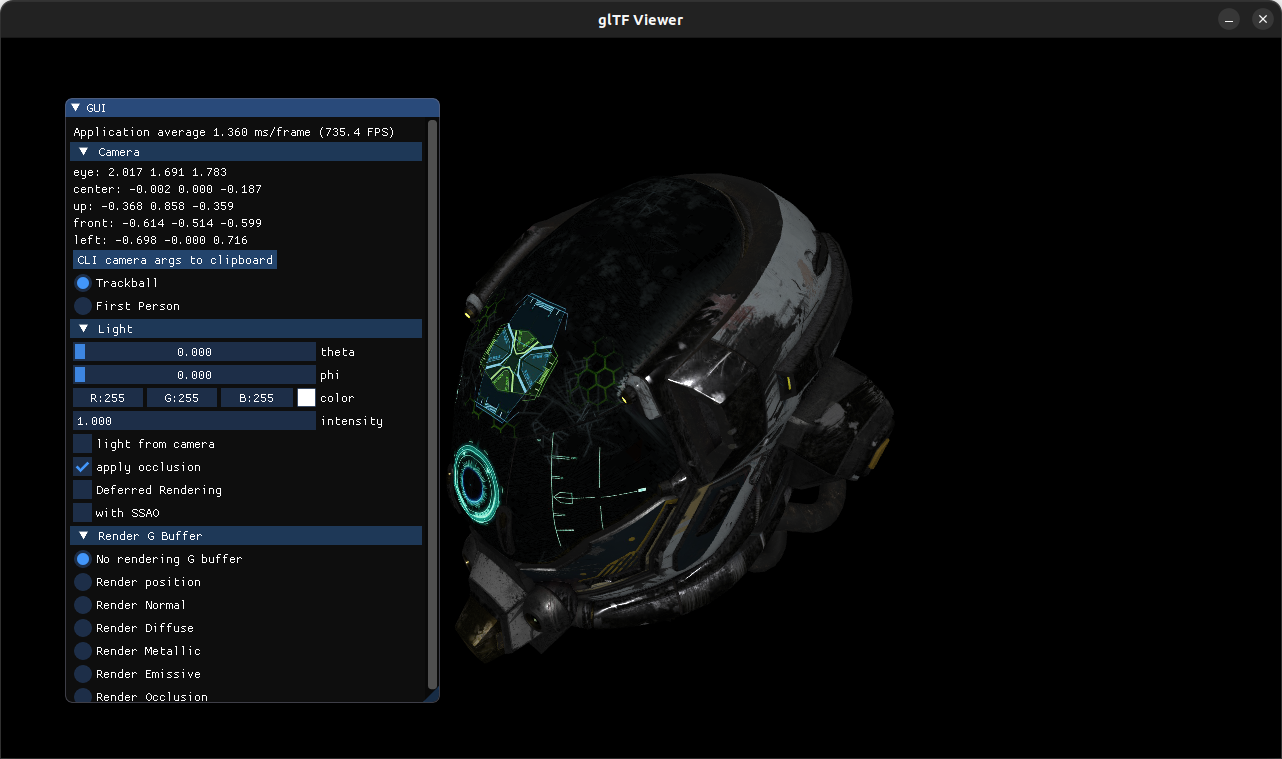 glTF Viewer
GUI
Application average 1.360 ms/frame (735.4 FPS)
Camera
eye: 2.017 1.691 1.783
center: -0.002 0.000 -0.187
up: -0.368 0.858 -0.359
front: -0.614 -0.514 -0.599
left: -0.698 -0.000 0.716
CLI camera args to clipboard
Trackball
First Person
Light
0.000 theta
0.000 phi
R:255 G:255 B:255 color
1.000 intensity
light from camera
apply occlusion
Deferred Rendering
with SSAO
Render G Buffer
No rendering G buffer
Render position
Render Normal
Render Diffuse
Render Metallic
Render Emissive
Render Occlusion